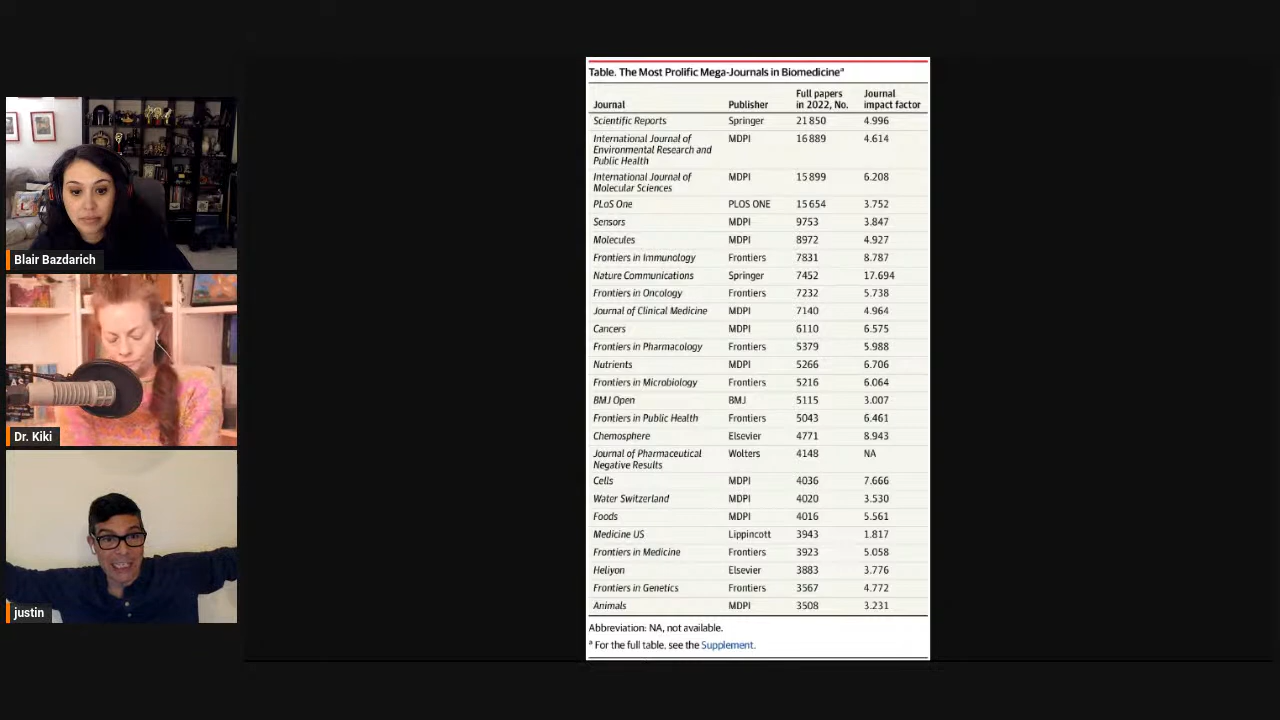 Table. The Most Prolific Mega-Journals in Biomedicineᵃ
Journal Publisher Full papers in 2022, No. Journal impact factor
Scientific Reports Springer 21 850 4.996
International Journal of Environmental Research and Public Health MDPI 16 889 4.614
International Journal of Molecular Sciences MDPI 15 899 6.208
PLoS One PLOS ONE 15 654 3.752
Sensors MDPI 9753 3.847
Molecules MDPI 8972 4.927
Frontiers in Immunology Frontiers 7831 8.787
Nature Communications Springer 7452 17.694
Frontiers in Oncology Frontiers 7232 5.738
Journal of Clinical Medicine MDPI 7140 4.964
Cancers MDPI 6110 6.575
Frontiers in Pharmacology Frontiers 5379 5.988
Nutrients MDPI 5266 6.706
Frontiers in Microbiology Frontiers 5216 6.064
BMJ Open BMJ 5115 3.007
Frontiers in Public Health Frontiers 5043 6.461
Chemosphere Elsevier 4771 8.943
Journal of Pharmaceutical Negative Results Wolters 4148 NA
Cells MDPI 4036 7.666
Water Switzerland MDPI 4020 3.530
Foods MDPI 4016 5.561
Medicine US Lippincott 3943 1.817
Frontiers in Medicine Frontiers 3923 5.058
Heliyon Elsevier 3883 3.776
Frontiers in Genetics Frontiers 3567 4.772
Animals MDPI 3508 3.231
Abbreviation: NA, not available.
ᵃ For the full table, see the Supplement.
Blair Bazdarich
Dr. Kiki
justin